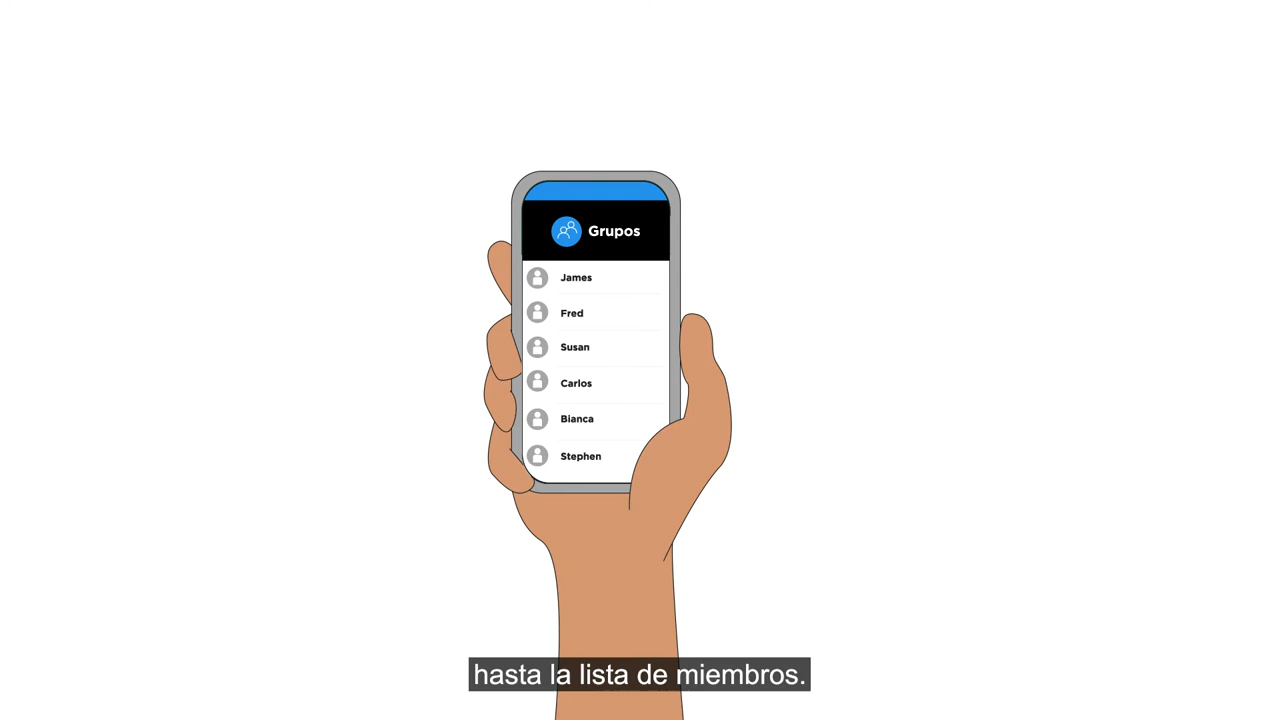 Grupos
James
Fred
Susan
Carlos
Bianca
Stephen
hasta la lista de miembros.